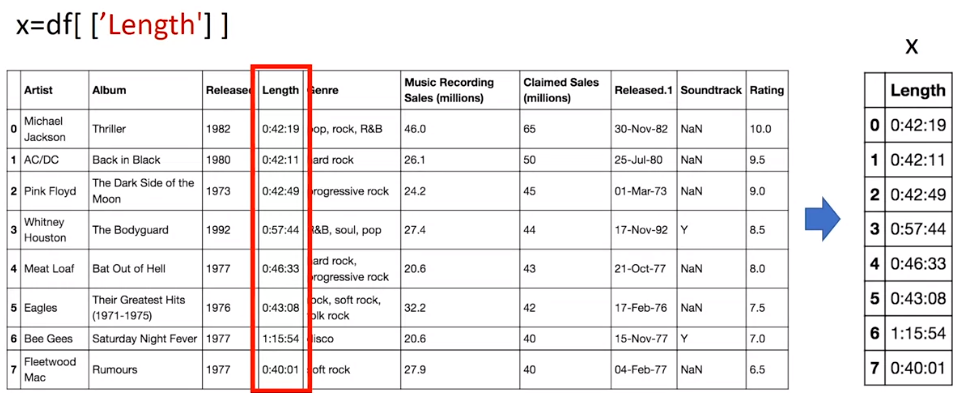 x=df[ ['Length'] ]
x
Artist Album Released Length Genre Music Recording Sales (millions) Claimed Sales (millions) Released.1 Soundtrack Rating
0 Michael Jackson Thriller 1982 0:42:19 pop, rock, R&B 46.0 65 30-Nov-82 NaN 10.0
1 AC/DC Back in Black 1980 0:42:11 hard rock 26.1 50 25-Jul-80 NaN 9.5
2 Pink Floyd The Dark Side of the Moon 1973 0:42:49 progressive rock 24.2 45 01-Mar-73 NaN 9.0
3 Whitney Houston The Bodyguard 1992 0:57:44 R&B, soul, pop 27.4 44 17-Nov-92 Y 8.5
4 Meat Loaf Bat Out of Hell 1977 0:46:33 hard rock, progressive rock 20.6 43 21-Oct-77 NaN 8.0
5 Eagles Their Greatest Hits (1971-1975) 1976 0:43:08 rock, soft rock, folk rock 32.2 42 17-Feb-76 NaN 7.5
6 Bee Gees Saturday Night Fever 1977 1:15:54 disco 20.6 40 15-Nov-77 Y 7.0
7 Fleetwood Mac Rumours 1977 0:40:01 soft rock 27.9 40 04-Feb-77 NaN 6.5
Length
0 0:42:19
1 0:42:11
2 0:42:49
3 0:57:44
4 0:46:33
5 0:43:08
6 1:15:54
7 0:40:01